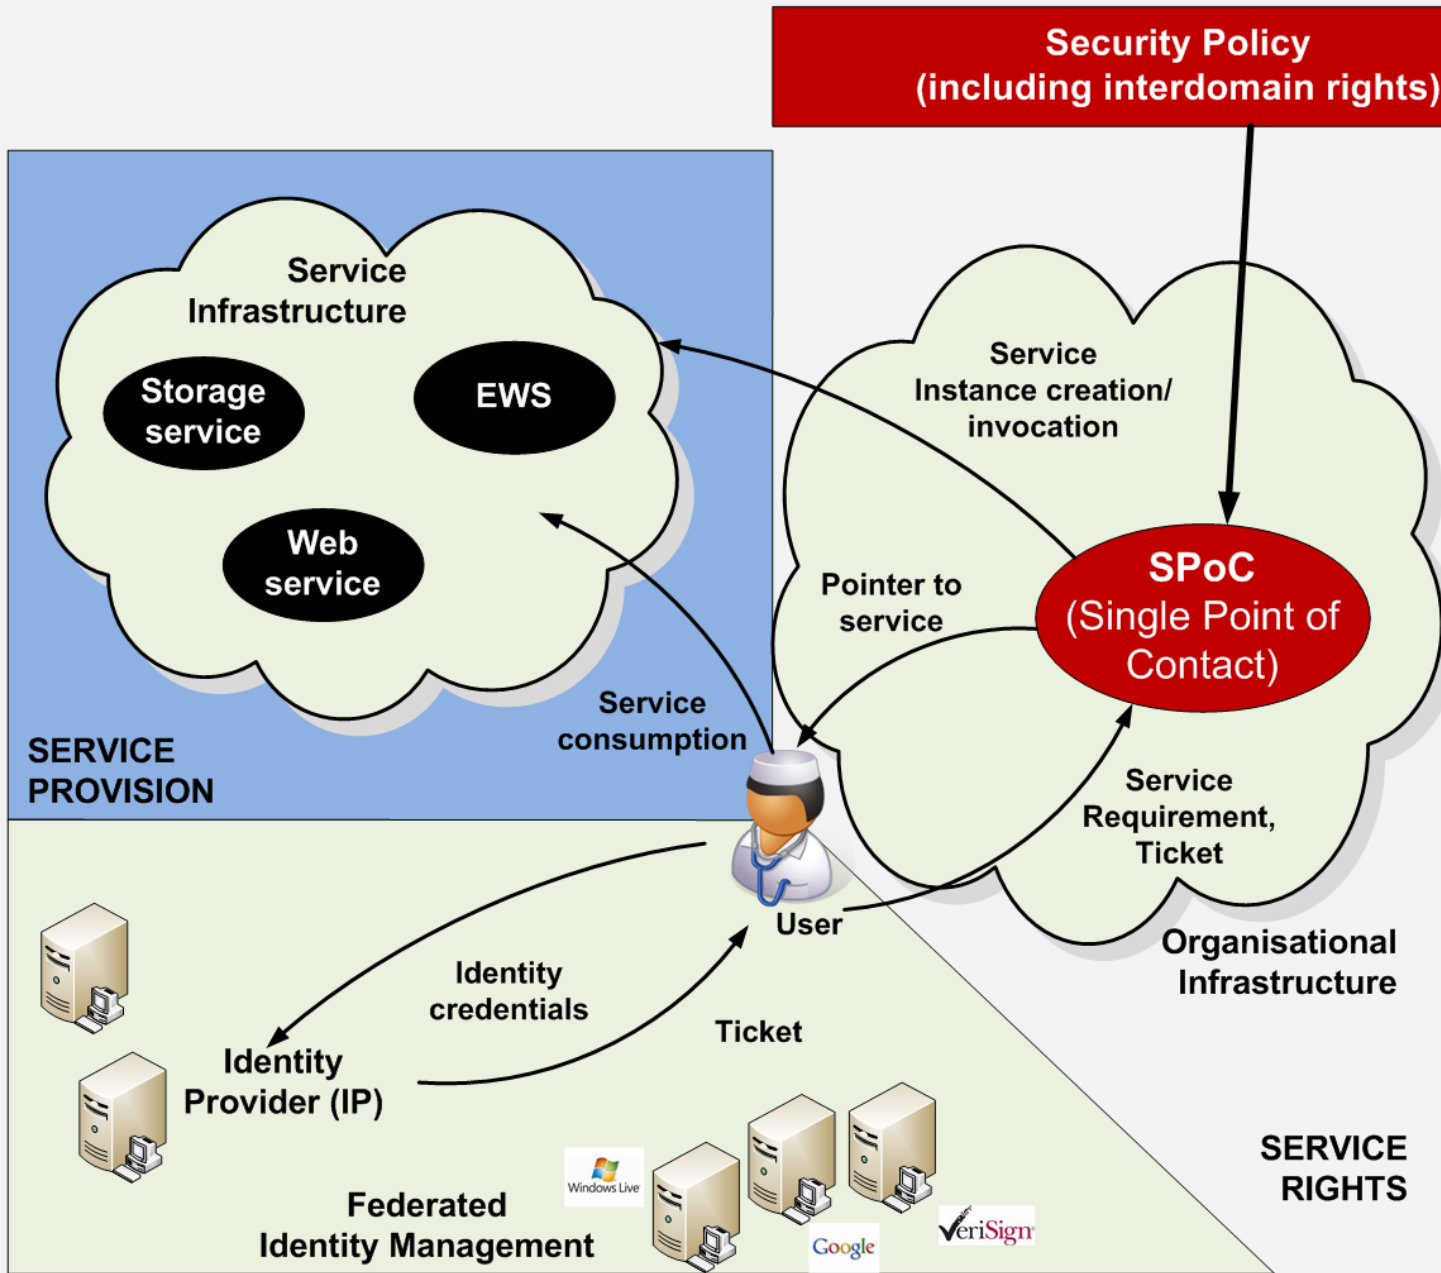 Security Policy
(including interdomain rights)
Service
Infrastructure
Storage
service
EWS
Web
service
Service
Instance creation/
invocation
SPoC
(Single Point of
Contact)
Pointer to
service
Service
consumption
SERVICE
PROVISION
Service
Requirement,
Ticket
User
Organisational
Infrastructure
Identity
credentials
Ticket
Identity
Provider (IP)
SERVICE
RIGHTS
Windows Live
Federated
Identity Management
Google
VeriSign